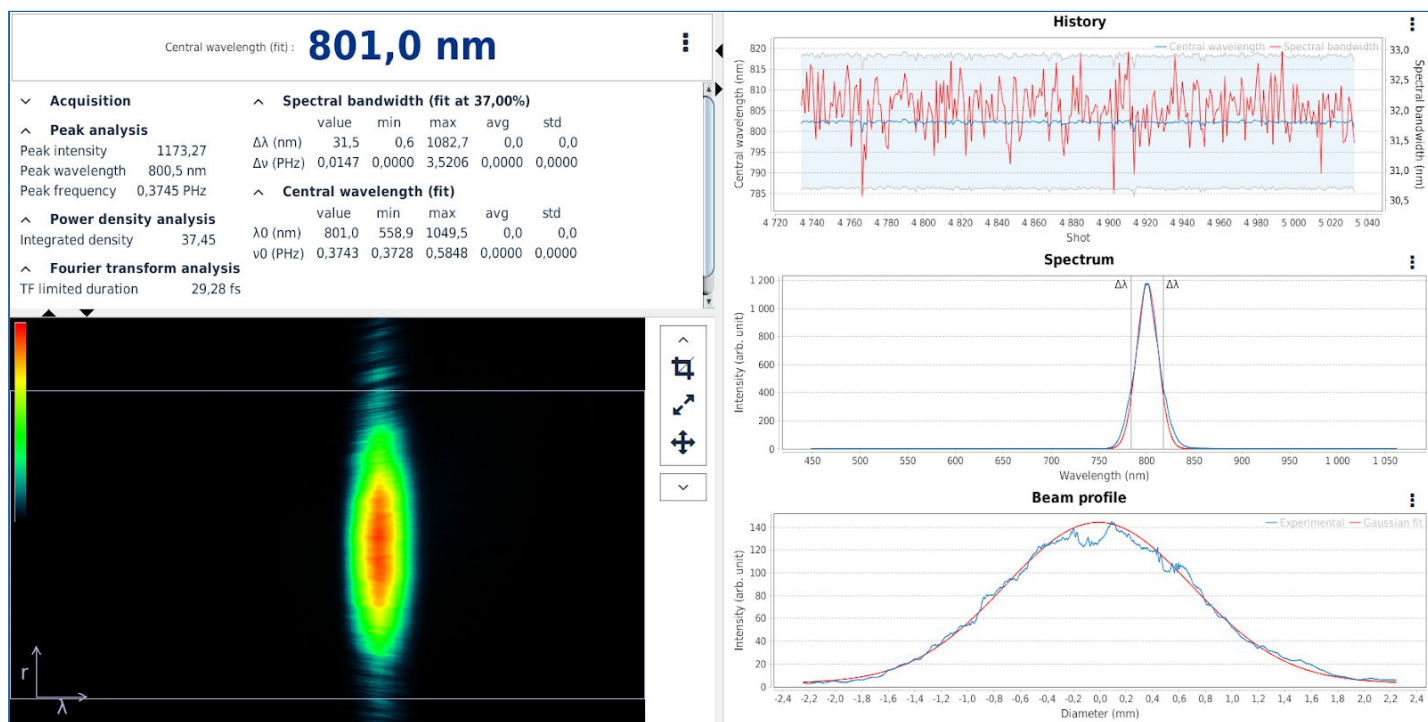 Central wavelength (fit) : 801,0 nm
Acquisition
Peak analysis
Peak intensity 1173,27
Peak wavelength 800,5 nm
Peak frequency 0,3745 PHz
Power density analysis
Integrated density 37,45
Fourier transform analysis
TF limited duration 29,28 fs
Spectral bandwidth (fit at 37,00%)
value min max avg std
Δλ (nm) 31,5 0,6 1082,7 0,0 0,0
Δν (PHz) 0,0147 0,0000 3,5206 0,0000 0,0000
Central wavelength (fit)
value min max avg std
λ0 (nm) 801,0 558,9 1049,5 0,0 0,0
ν0 (PHz) 0,3743 0,3728 0,5848 0,0000 0,0000
r
λ
History
Central wavelength Spectral bandwidth
Central wavelength (nm)
820
815
810
805
800
795
790
785
33,0
32,5
32,0
31,5
31,0
30,5
Spectral bandwidth (nm)
4 720 4 740 4 760 4 780 4 800 4 820 4 840 4 860 4 880 4 900 4 920 4 940 4 960 4 980 5 000 5 020 5 040
Shot
Spectrum
Δλ Δλ
Intensity (arb. unit)
1 200
1 000
800
600
400
200
0
450 500 550 600 650 700 750 800 850 900 950 1 000 1 050
Wavelength (nm)
Beam profile
Experimental Gaussian fit
Intensity (arb. unit)
140
120
100
80
60
40
20
0
-2,4 -2,2 -2,0 -1,8 -1,6 -1,4 -1,2 -1,0 -0,8 -0,6 -0,4 -0,2 0,0 0,2 0,4 0,6 0,8 1,0 1,2 1,4 1,6 1,8 2,0 2,2 2,4
Diameter (mm)